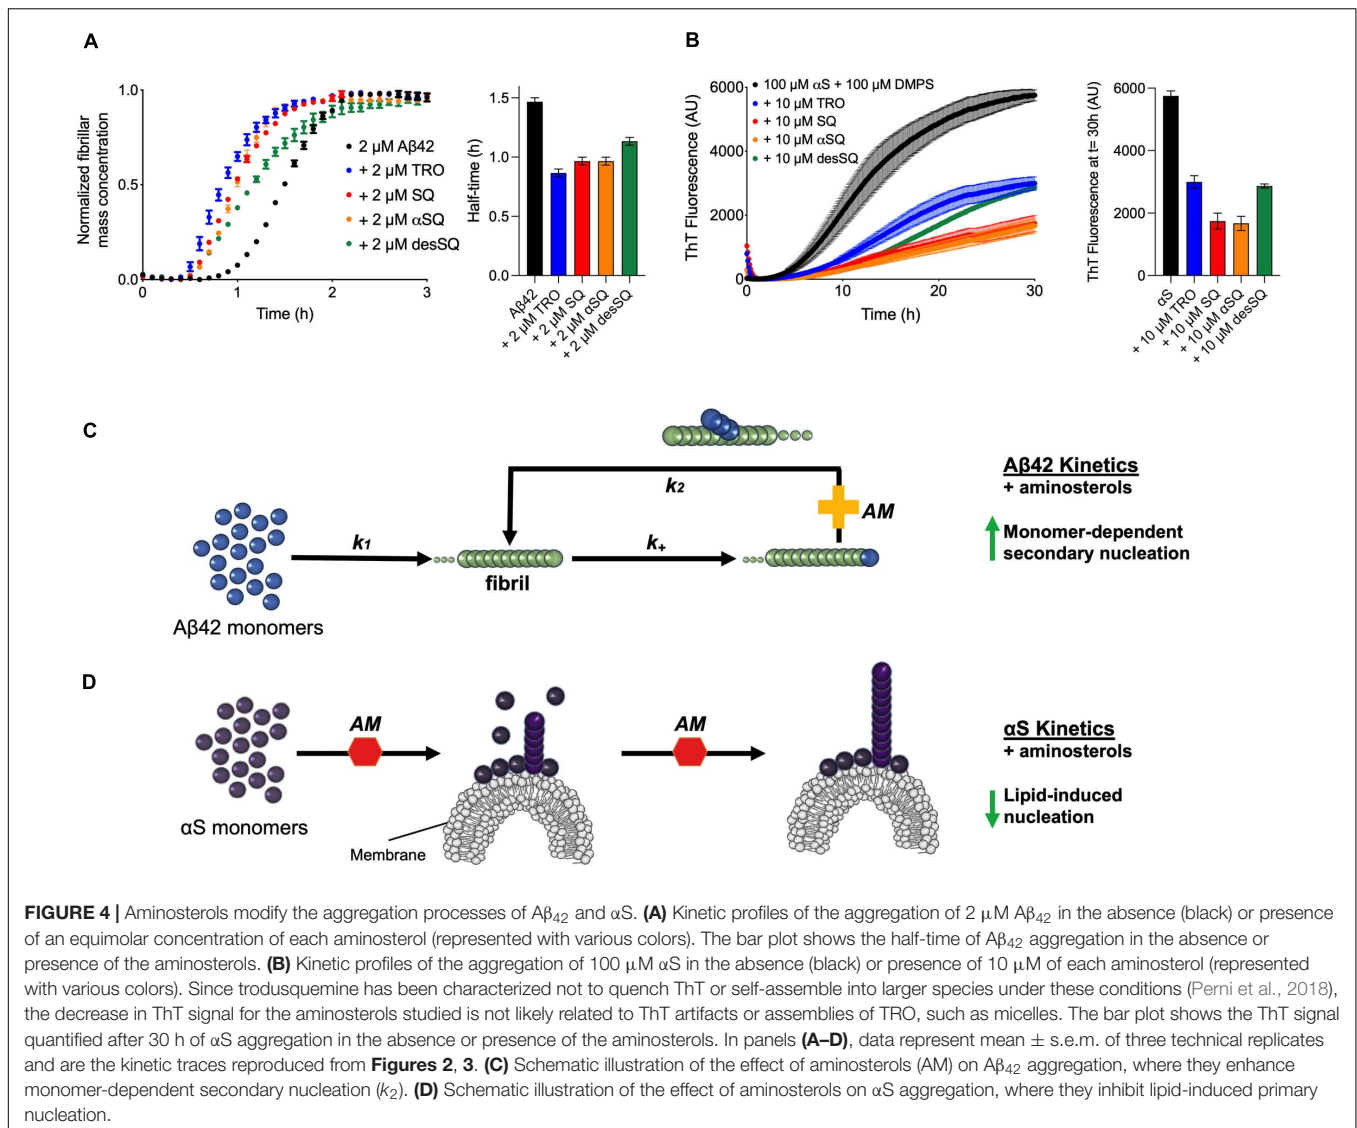 A
Normalized fibrillar
mass concentration
1.0
0.5
0.0
0
1
2
3
Time (h)
2 µM Aβ42
+ 2 µM TRO
+ 2 µM SQ
+ 2 µM αSQ
+ 2 µM desSQ
Half-time (h)
1.5
1.0
0.5
0.0
Aβ42
+ 2 µM TRO
+ 2 µM SQ
+ 2 µM αSQ
+ 2 µM desSQ
B
ThT Fluorescence (AU)
6000
4000
2000
0
0
10
20
30
Time (h)
100 µM αS + 100 µM DMPS
+ 10 µM TRO
+ 10 µM SQ
+ 10 µM αSQ
+ 10 µM desSQ
ThT Fluorescence at t= 30h (AU)
6000
4000
2000
0
αS
+ 10 µM TRO
+ 10 µM SQ
+ 10 µM αSQ
+ 10 µM desSQ
C
Aβ42 monomers
k1
fibril
k+
k2
AM
Aβ42 Kinetics
+ aminosterols
Monomer-dependent
secondary nucleation
D
αS monomers
AM
Membrane
AM
αS Kinetics
+ aminosterols
Lipid-induced
nucleation
FIGURE 4 | Aminosterols modify the aggregation processes of Aβ42 and αS. (A) Kinetic profiles of the aggregation of 2 µM Aβ42 in the absence (black) or presence
of an equimolar concentration of each aminosterol (represented with various colors). The bar plot shows the half-time of Aβ42 aggregation in the absence or
presence of the aminosterols. (B) Kinetic profiles of the aggregation of 100 µM αS in the absence (black) or presence of 10 µM of each aminosterol (represented
with various colors). Since trodusquemine has been characterized not to quench ThT or self-assemble into larger species under these conditions (Perni et al., 2018),
the decrease in ThT signal for the aminosterols studied is not likely related to ThT artifacts or assemblies of TRO, such as micelles. The bar plot shows the ThT signal
quantified after 30 h of αS aggregation in the absence or presence of the aminosterols. In panels (A–D), data represent mean ± s.e.m. of three technical replicates
and are the kinetic traces reproduced from Figures 2, 3. (C) Schematic illustration of the effect of aminosterols (AM) on Aβ42 aggregation, where they enhance
monomer-dependent secondary nucleation (k2). (D) Schematic illustration of the effect of aminosterols on αS aggregation, where they inhibit lipid-induced primary
nucleation.